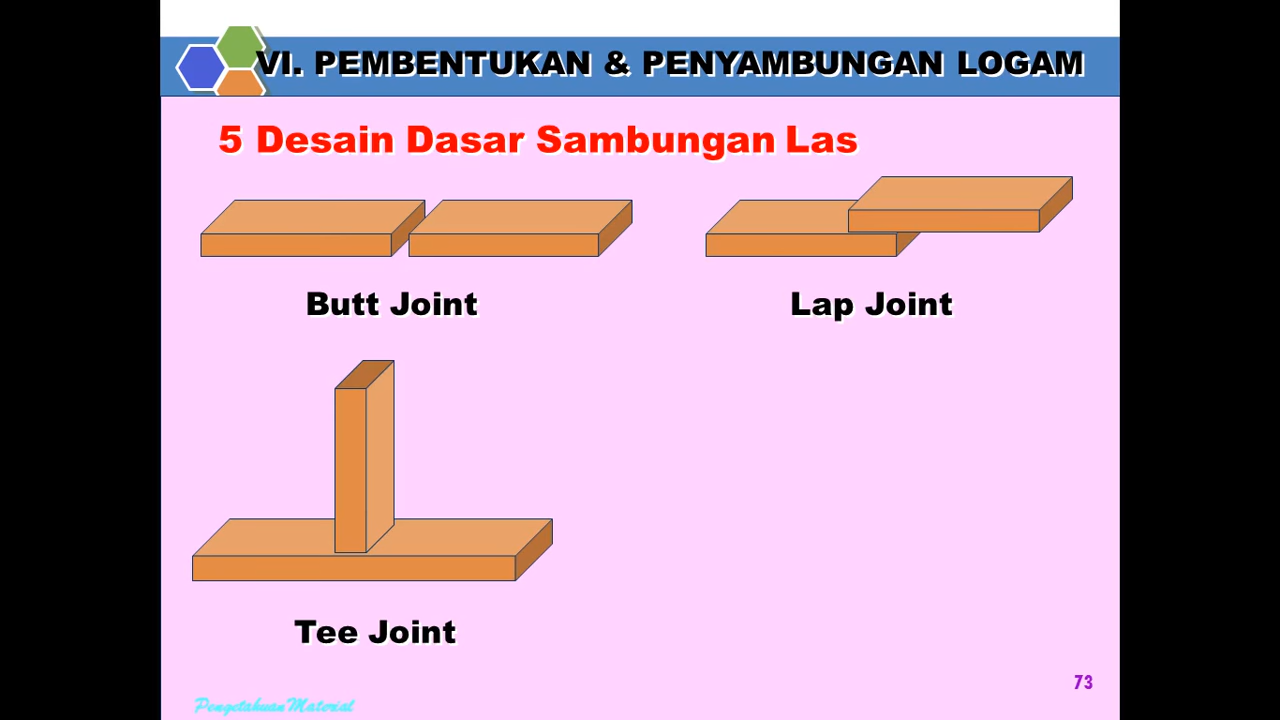 VI. PEMBENTUKAN & PENYAMBUNGAN LOGAM
5 Desain Dasar Sambungan Las
Butt Joint
Lap Joint
Tee Joint
73
Pengetahuan Material